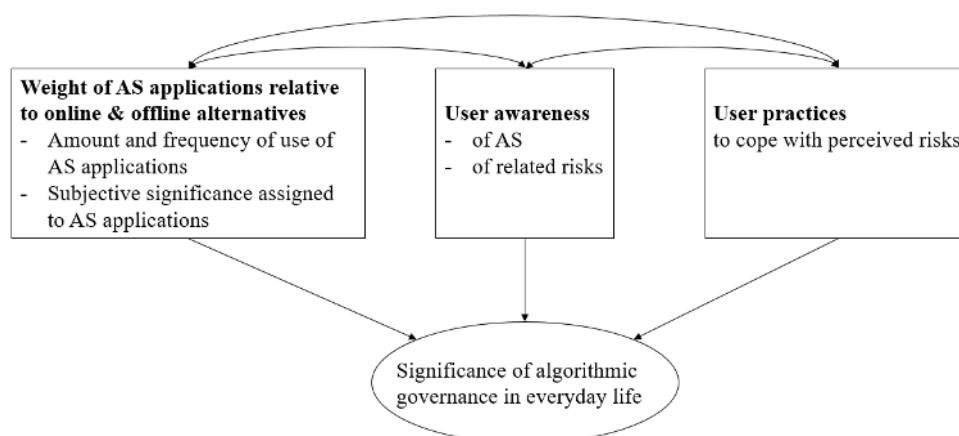 Weight of AS applications relative
to online & offline alternatives
- Amount and frequency of use of
AS applications
- Subjective significance assigned
to AS applications
User awareness
- of AS
- of related risks
User practices
to cope with perceived risks
Significance of algorithmic
governance in everyday life